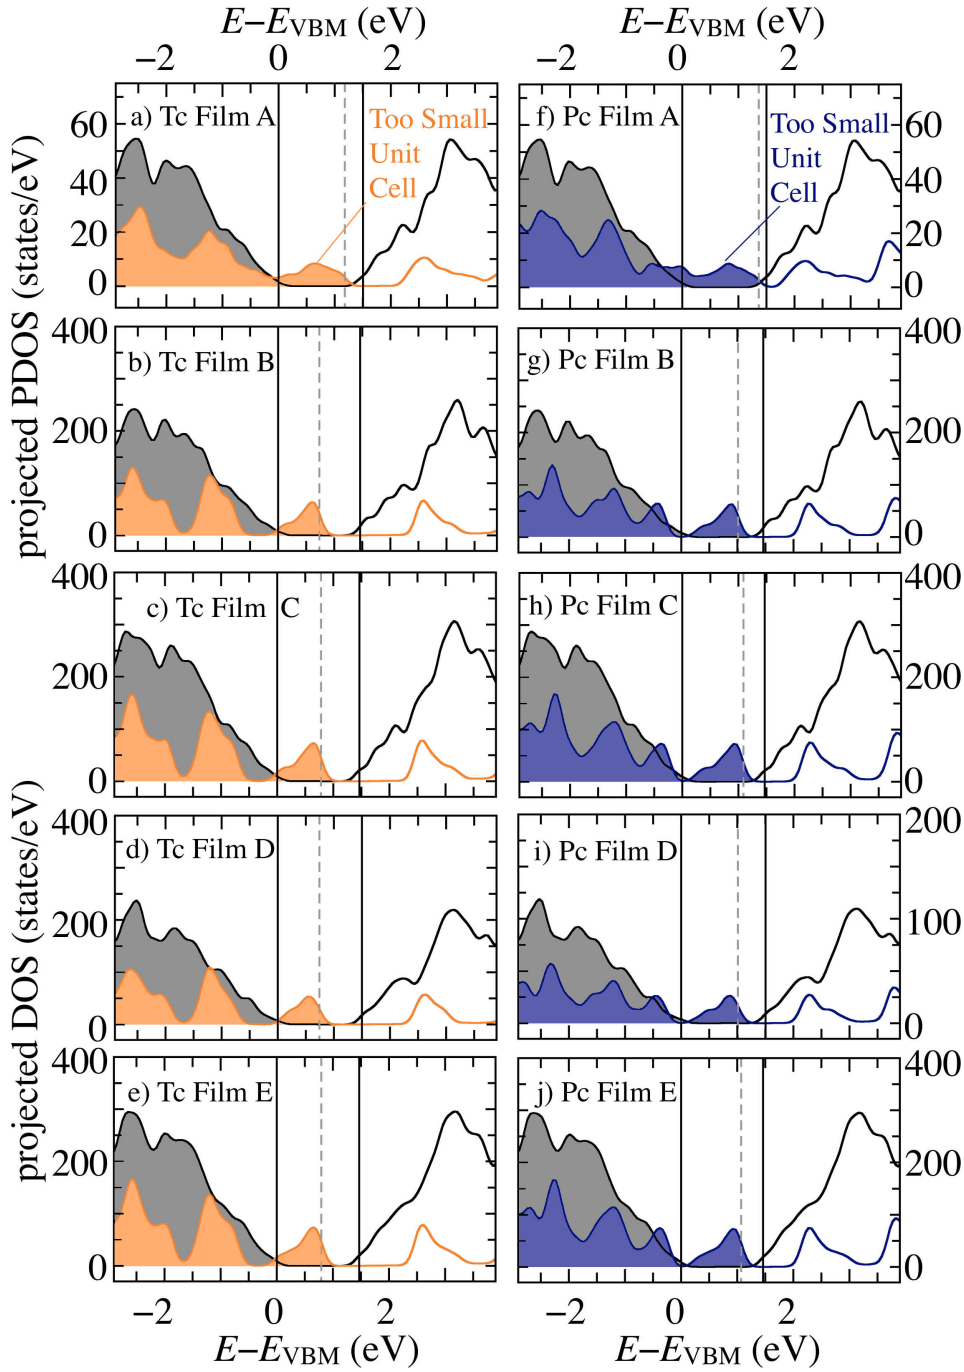 E−E_VBM (eV) E−E_VBM (eV)
−2 0 2 −2 0 2
projected PDOS (states/eV)
projected DOS (states/eV)
a) Tc Film A
Too Small
Unit
Cell
60
40
20
0
f) Pc Film A
Too Small
Unit
Cell
60
40
20
0
b) Tc Film B
400
200
0
g) Pc Film B
400
200
0
c) Tc Film C
400
200
0
h) Pc Film C
400
200
0
d) Tc Film D
400
200
0
i) Pc Film D
200
100
0
e) Tc Film E
400
200
0
j) Pc Film E
400
200
0
−2 0 2 −2 0 2
E−E_VBM (eV) E−E_VBM (eV)